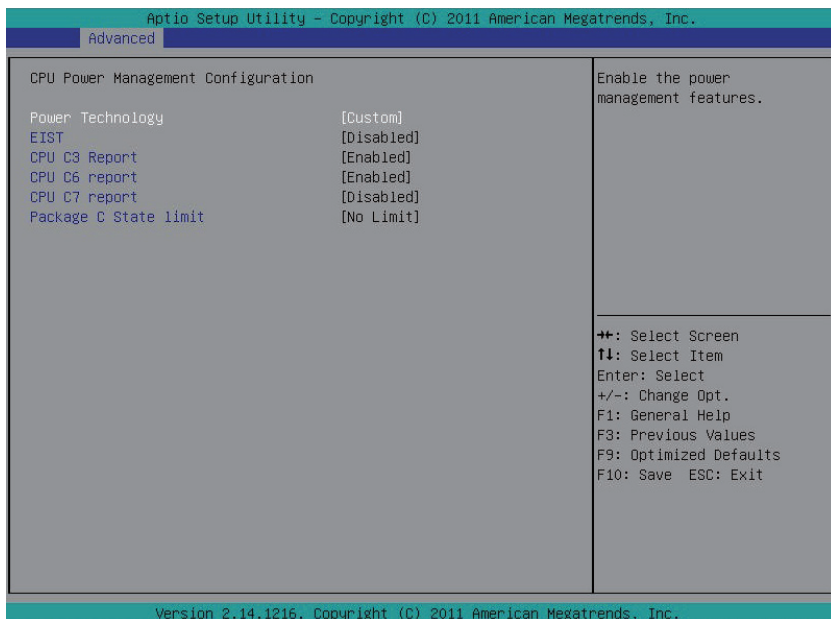 Aptio Setup Utility – Copyright (C) 2011 American Megatrends, Inc.
Advanced
CPU Power Management Configuration
Power Technology [Custom]
EIST [Disabled]
CPU C3 Report [Enabled]
CPU C6 report [Enabled]
CPU C7 report [Disabled]
Package C State limit [No Limit]
Enable the power
management features.
→←: Select Screen
↑↓: Select Item
Enter: Select
+/-: Change Opt.
F1: General Help
F3: Previous Values
F9: Optimized Defaults
F10: Save ESC: Exit
Version 2.14.1216. Copyright (C) 2011 American Megatrends, Inc.